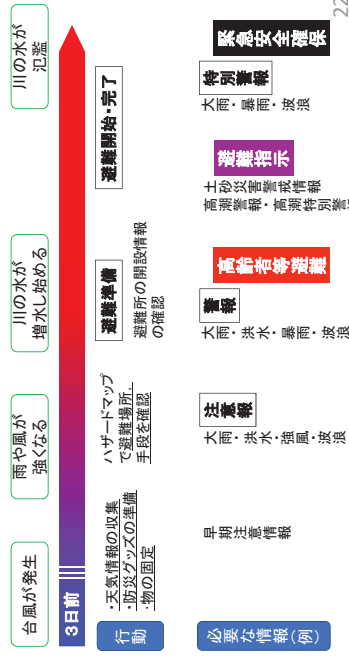 台風が発生
雨や風が
強くなる
川の水が
増水し始める
川の水が
氾濫
3日前
行動
・天気情報の収集
・防災グッズの準備
・物の固定
ハザードマップ
で避難場所、
手段を確認
避難準備
避難所の開設情報
の確認
避難開始・完了
必要な情報(例)
早期注意情報
注意報
大雨・洪水・強風・波浪
警報
大雨・洪水・暴風・波浪
高齢者等避難
土砂災害警戒情報
高潮警報・高潮特別警報
避難指示
特別警報
大雨・暴雨・波浪
緊急安全確保
22